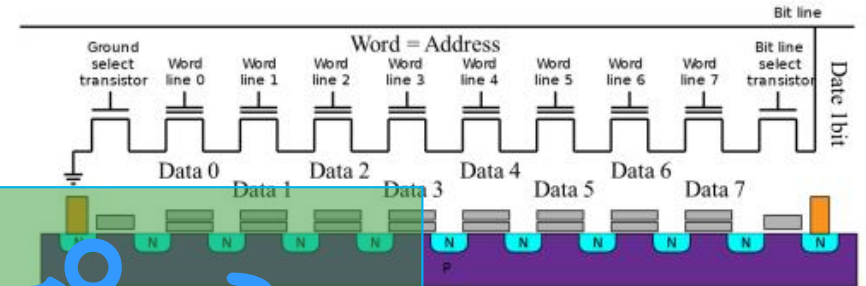 Bit line
Word = Address
Ground select transistor
Word line 0
Word line 1
Word line 2
Word line 3
Word line 4
Word line 5
Word line 6
Word line 7
Bit line select transistor
Date 1bit
Data 0
Data 1
Data 2
Data 3
Data 4
Data 5
Data 6
Data 7
N N N N N N N N N N N
P